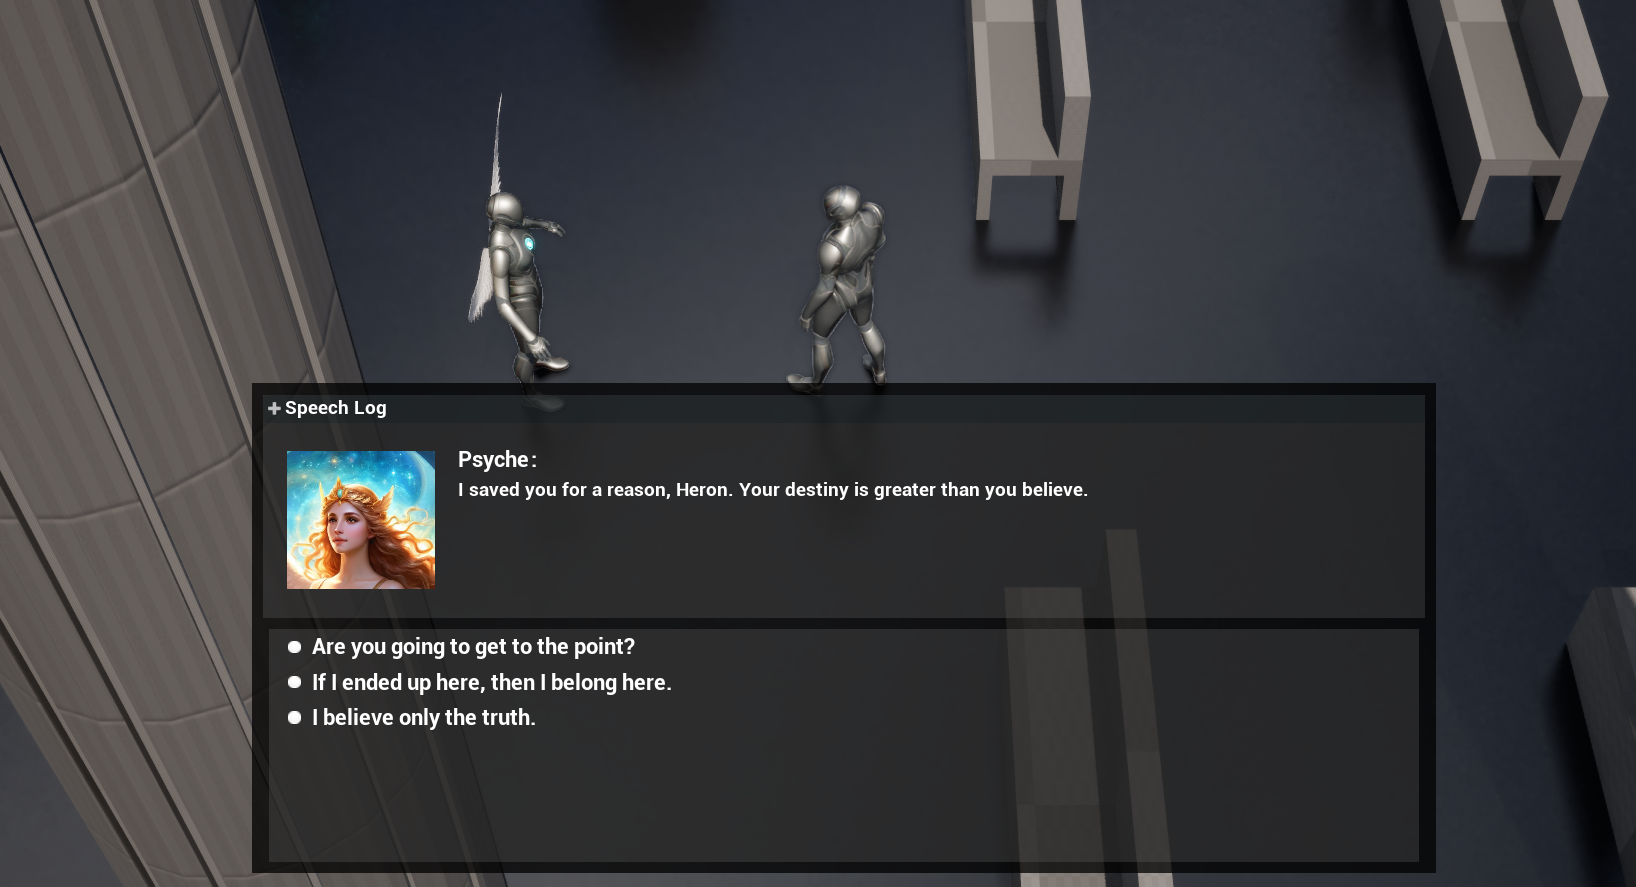 Speech Log
Psyche:
I saved you for a reason, Heron. Your destiny is greater than you believe.
Are you going to get to the point?
If I ended up here, then I belong here.
I believe only the truth.